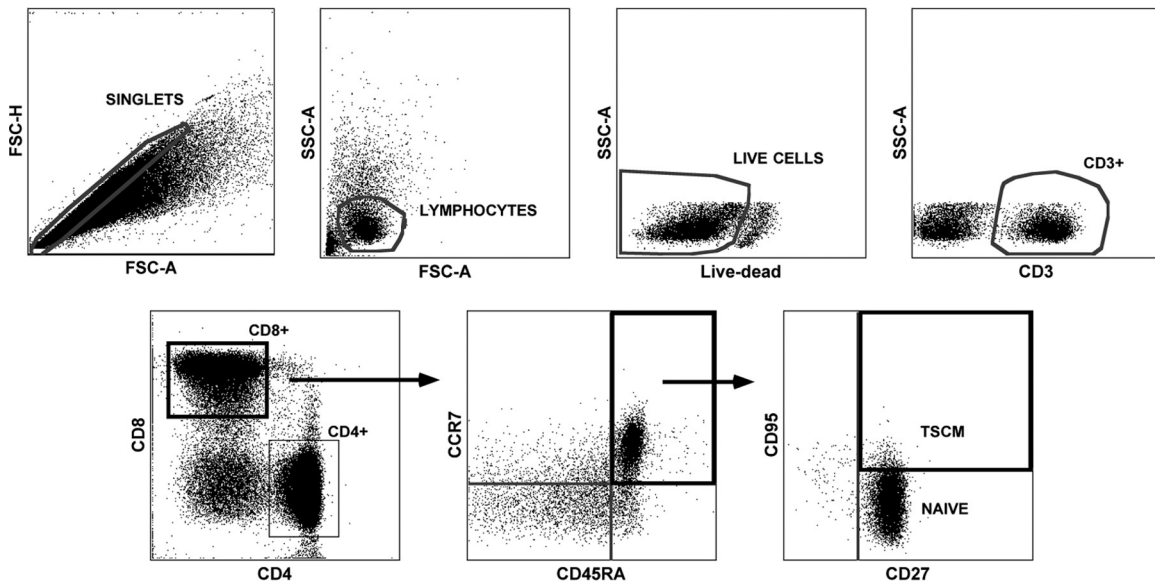 FSC-H
SINGLETS
FSC-A
SSC-A
LYMPHOCYTES
FSC-A
SSC-A
LIVE CELLS
Live-dead
SSC-A
CD3+
CD3
CD8
CD8+
CD4+
CD4
CCR7
CD45RA
CD95
TSCM
NAIVE
CD27